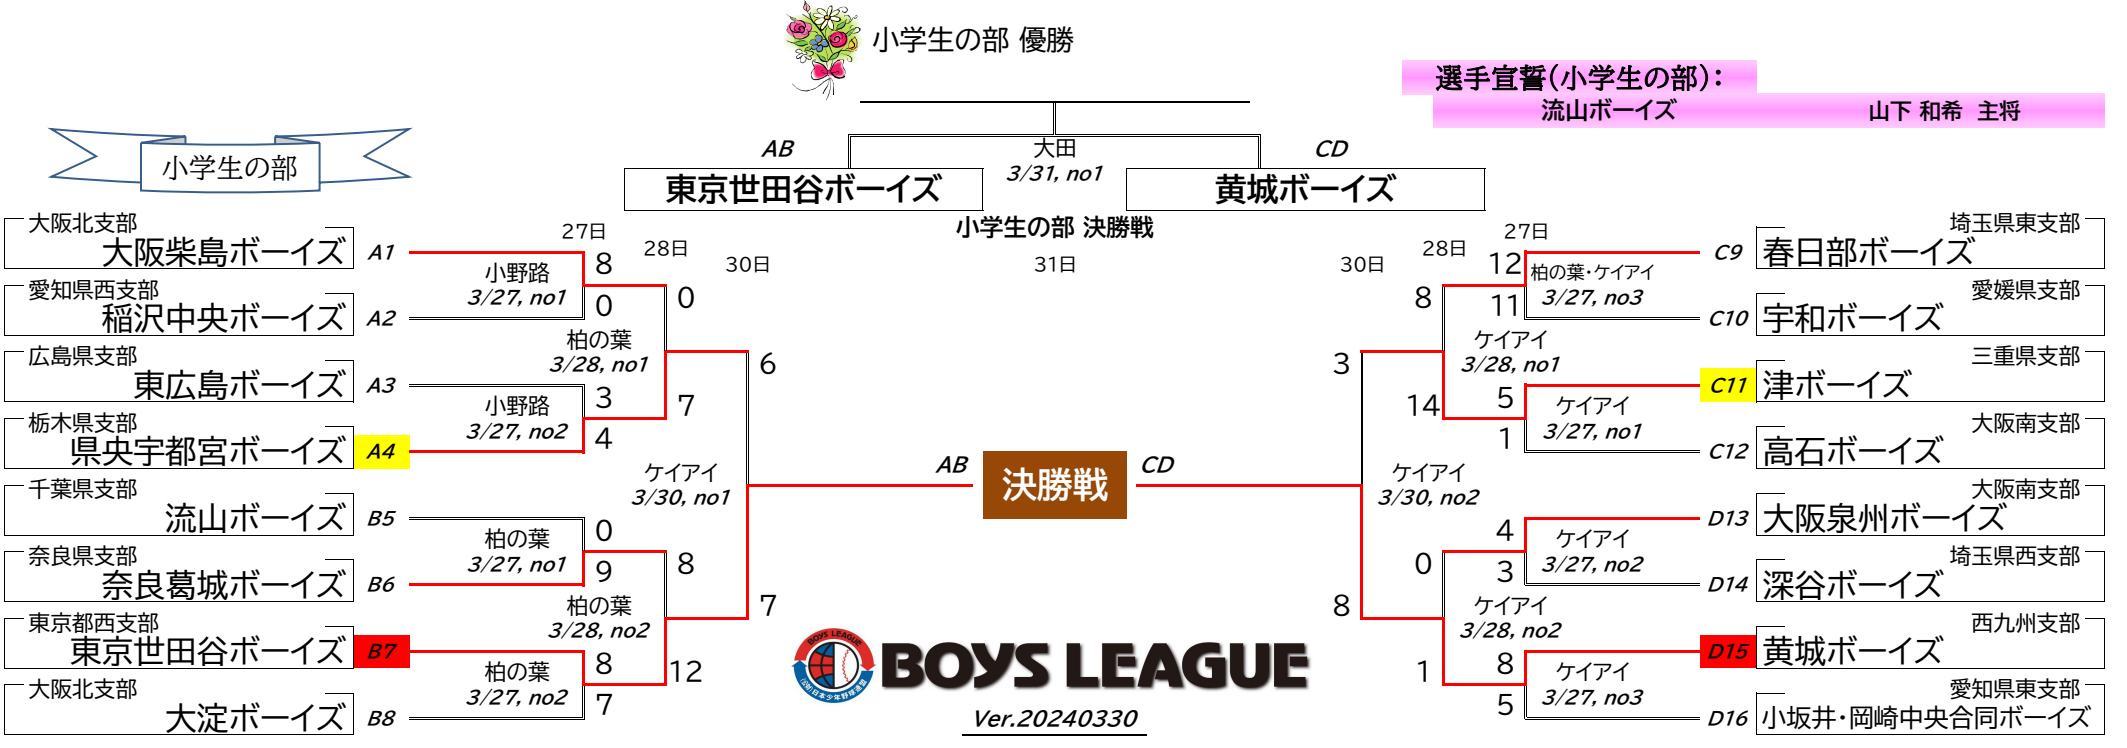 小学生の部 優勝
選手宣誓（小学生の部）：
流山ボーイズ 山下 和希 主将
小学生の部
AB
大田
3/31, no1
CD
東京世田谷ボーイズ
黄城ボーイズ
小学生の部 決勝戦
27日
28日
30日
31日
30日
28日
27日
大阪北支部
大阪柴島ボーイズ A1
愛知県西支部
稲沢中央ボーイズ A2
広島県支部
東広島ボーイズ A3
栃木県支部
県央宇都宮ボーイズ A4
千葉県支部
流山ボーイズ B5
奈良県支部
奈良葛城ボーイズ B6
東京都西支部
東京世田谷ボーイズ B7
大阪北支部
大淀ボーイズ B8
小野路
3/27, no1
8
0
小野路
3/27, no2
3
4
柏の葉
3/27, no1
0
9
柏の葉
3/27, no2
8
7
柏の葉
3/28, no1
0
7
柏の葉
3/28, no2
8
12
ケイアイ
3/30, no1
6
7
AB
決勝戦
CD
3
8
ケイアイ
3/30, no2
8
14
ケイアイ
3/28, no1
0
1
ケイアイ
3/28, no2
12
11
柏の葉・ケイアイ
3/27, no3
5
1
ケイアイ
3/27, no1
4
3
ケイアイ
3/27, no2
8
5
ケイアイ
3/27, no3
埼玉県東支部
C9 春日部ボーイズ
愛媛県支部
C10 宇和ボーイズ
三重県支部
C11 津ボーイズ
大阪南支部
C12 高石ボーイズ
大阪南支部
D13 大阪泉州ボーイズ
埼玉県西支部
D14 深谷ボーイズ
西九州支部
D15 黄城ボーイズ
愛知県東支部
D16 小坂井・岡崎中央合同ボーイズ
BOYS LEAGUE
(公財)日本少年野球連盟
BOYS LEAGUE
Ver.20240330